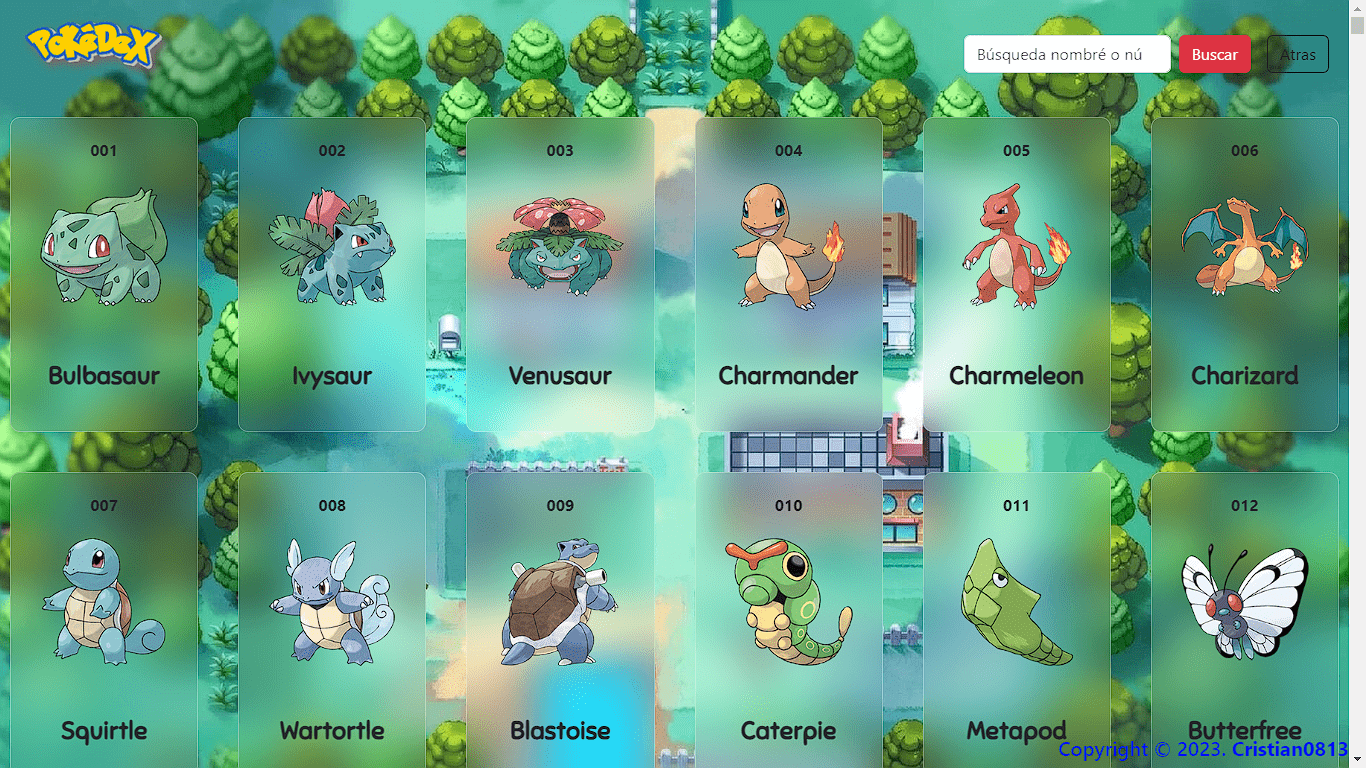 PokéDex
Búsqueda nombré o nú
Buscar
Atras
001
002
003
004
005
006
Bulbasaur
Ivysaur
Venusaur
Charmander
Charmeleon
Charizard
007
008
009
010
011
012
Squirtle
Wartortle
Blastoise
Caterpie
Metapod
Butterfree
Copyright © 2023. Cristian0813